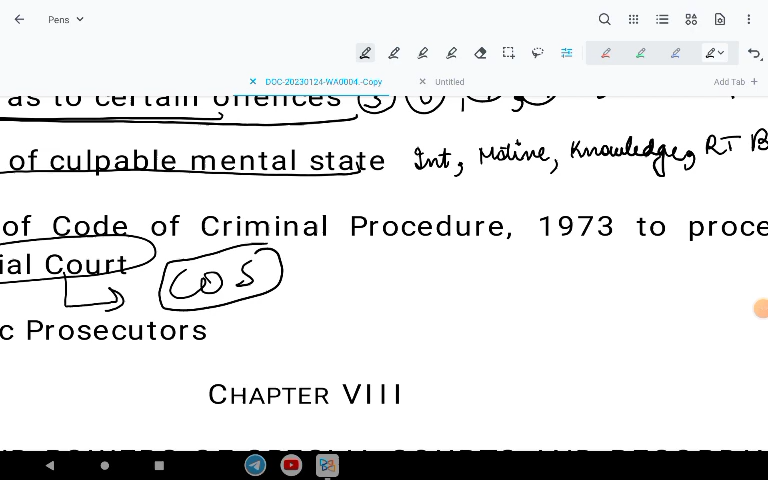 Pens
DOC-20230124-WA0004.-Copy
Untitled
Add Tab
as to certain offences
of culpable mental state Int, Motine, Knowledge, RT B
of Code of Criminal Procedure, 1973 to proce
ial Court
COS
c Prosecutors
CHAPTER VIII